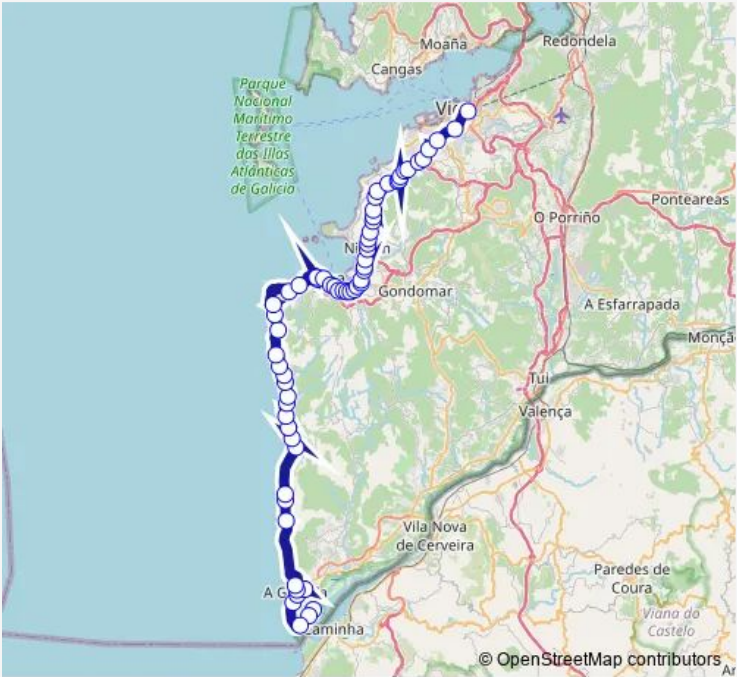 Moaña
Redondela
Cangas
Parque
Nacional
Marítimo
Terrestre
das Illas
Atlánticas
de Galicia
Ponteareas
O Porriño
Gondomar
A Esfarrapada
Tui
Valença
Vila Nova
de Cerveira
Paredes de
Coura
Viana do
Castelo
Caminha
© OpenStreetMap contributors